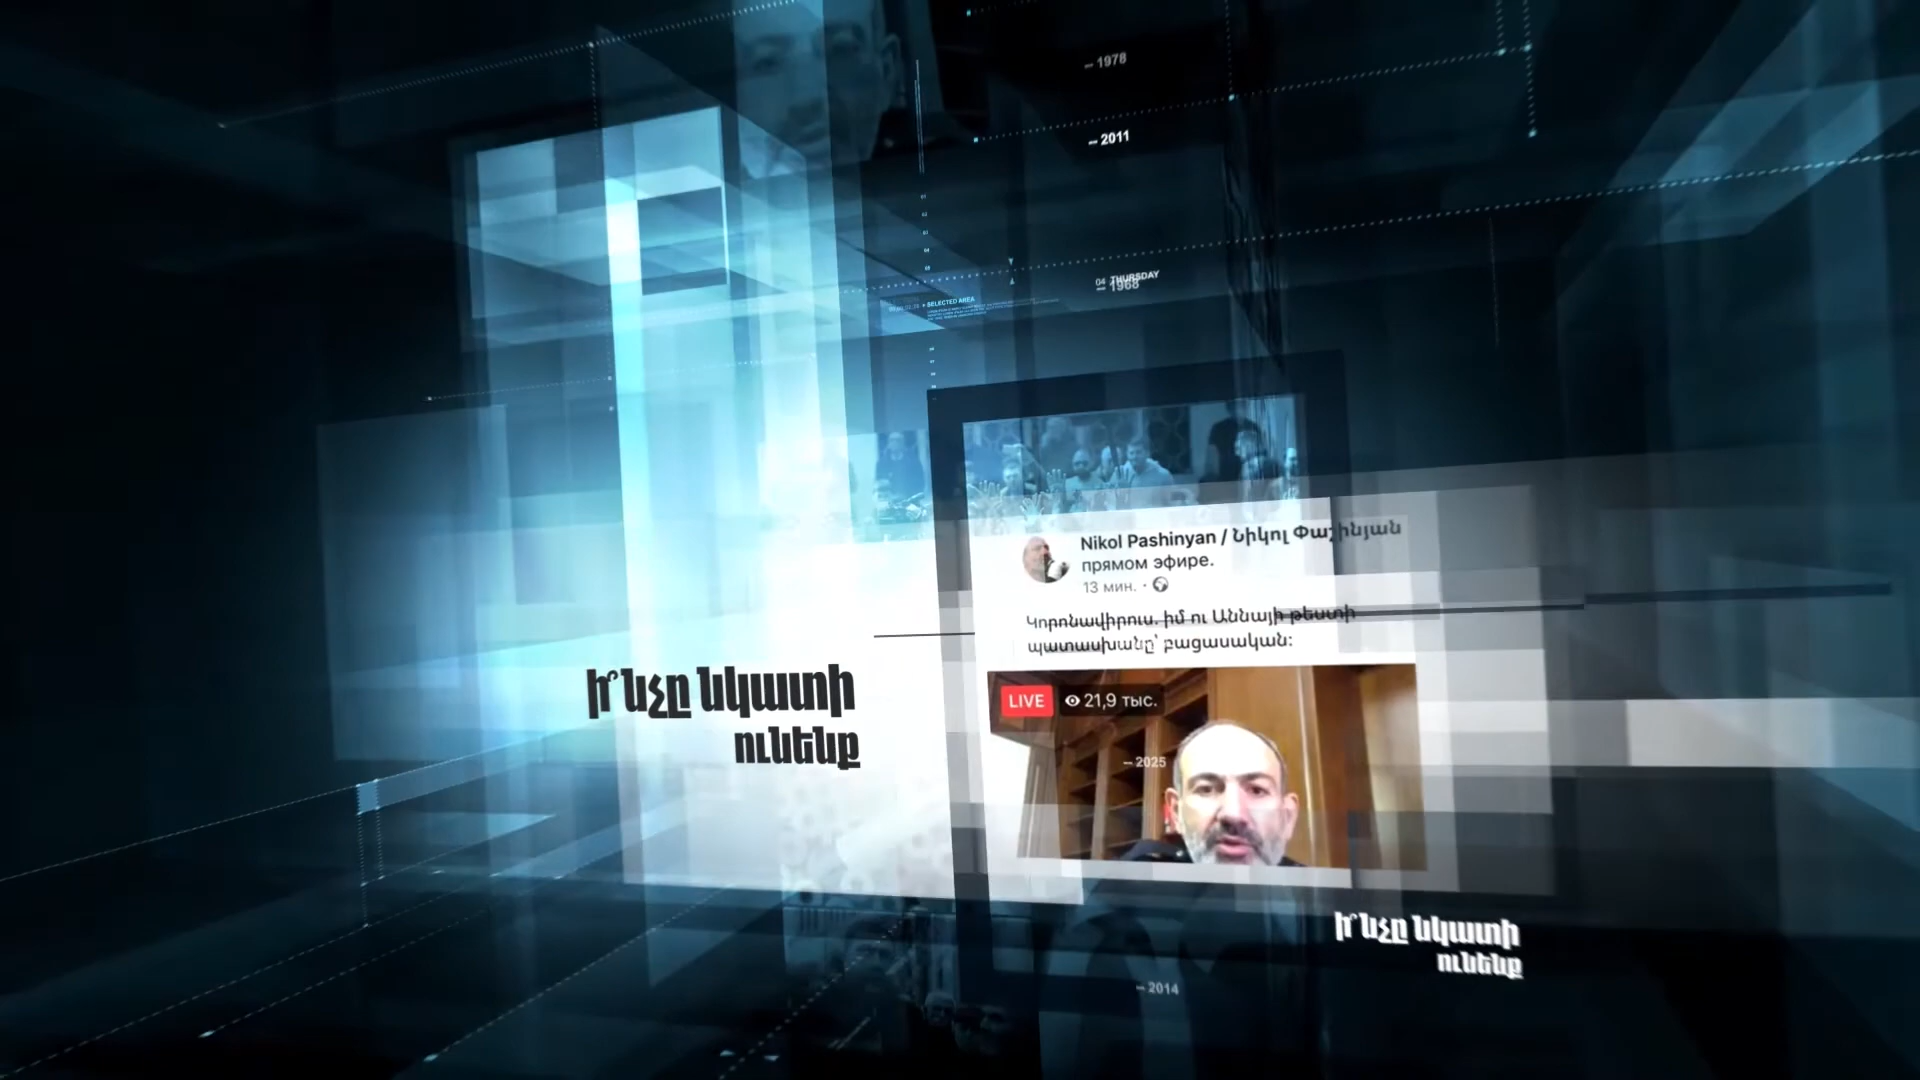 -- 1978
-- 2011
04 THURSDAY
-- 1968
SELECTED AREA
Nikol Pashinyan / Նիկոլ Փաշինյան
прямом эфире.
13 мин. ·
Կորոնավիրուս. իմ ու Աննայի թեստի
պատասխանը՝ բացասական:
LIVE 21,9 тыс.
-- 2025
ի՞նչը նկատի
ունենք
ի՞նչը նկատի
ունենք
-- 2014